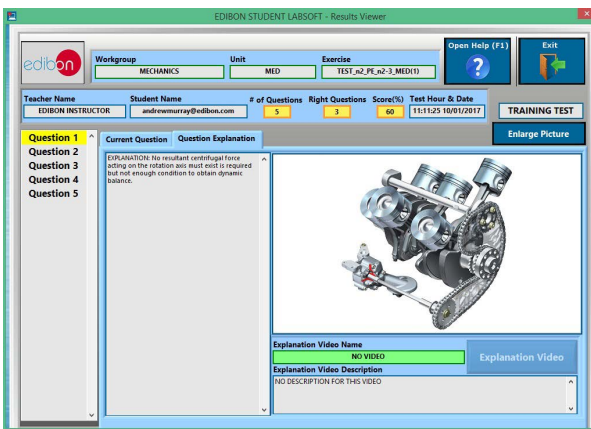 EDIBON STUDENT LABSOFT - Results Viewer
edibon
Workgroup
MECHANICS
Unit
MED
Exercise
TEST_n2_PE_n2-3_MED(1)
Open Help (F1)
?
Exit
Teacher Name
EDIBON INSTRUCTOR
Student Name
andrewmurray@edibon.com
# of Questions
5
Right Questions
3
Score(%)
60
Test Hour & Date
11:11:25 10/01/2017
TRAINING TEST
Enlarge Picture
Question 1
Question 2
Question 3
Question 4
Question 5
Current Question
Question Explanation
EXPLANATION: No resultant centrifugal force
acting on the rotation axis must exist is required
but not enough condition to obtain dynamic
balance.
Explanation Video Name
NO VIDEO
Explanation Video
Explanation Video Description
NO DESCRIPTION FOR THIS VIDEO